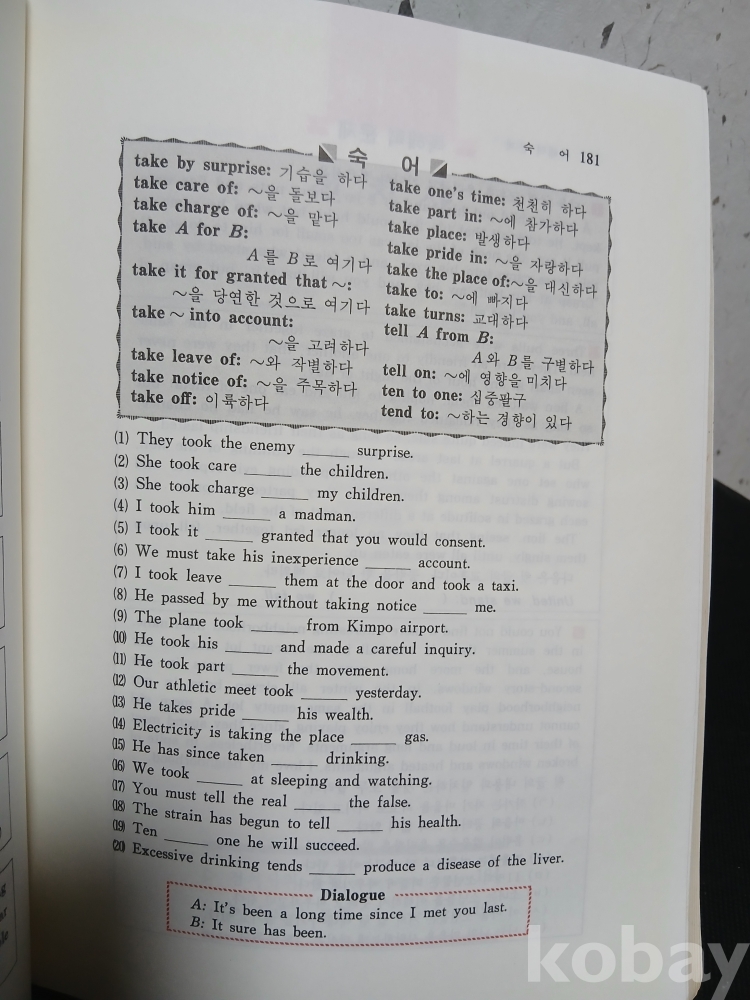 숙 어 181
숙 어
take by surprise: 기습을 하다
take care of: ~을 돌보다
take charge of: ~을 맡다
take A for B:
A를 B로 여기다
take it for granted that ~:
~을 당연한 것으로 여기다
take ~ into account:
~을 고려하다
take leave of: ~와 작별하다
take notice of: ~을 주목하다
take off: 이륙하다
take one's time: 천천히 하다
take part in: ~에 참가하다
take place: 발생하다
take pride in: ~을 자랑하다
take the place of:~을 대신하다
take to: ~에 빠지다
take turns: 교대하다
tell A from B:
A와 B를 구별하다
tell on: ~에 영향을 미치다
ten to one: 십중팔구
tend to: ~하는 경향이 있다
(1) They took the enemy ______ surprise.
(2) She took care ______ the children.
(3) She took charge ______ my children.
(4) I took him ______ a madman.
(5) I took it ______ granted that you would consent.
(6) We must take his inexperience ______ account.
(7) I took leave ______ them at the door and took a taxi.
(8) He passed by me without taking notice ______ me.
(9) The plane took ______ from Kimpo airport.
(10) He took his ______ and made a careful inquiry.
(11) He took part ______ the movement.
(12) Our athletic meet took ______ yesterday.
(13) He takes pride ______ his wealth.
(14) Electricity is taking the place ______ gas.
(15) He has since taken ______ drinking.
(16) We took ______ at sleeping and watching.
(17) You must tell the real ______ the false.
(18) The strain has begun to tell ______ his health.
(19) Ten ______ one he will succeed.
(20) Excessive drinking tends ______ produce a disease of the liver.
Dialogue
A: It's been a long time since I met you last.
B: It sure has been.
kobay